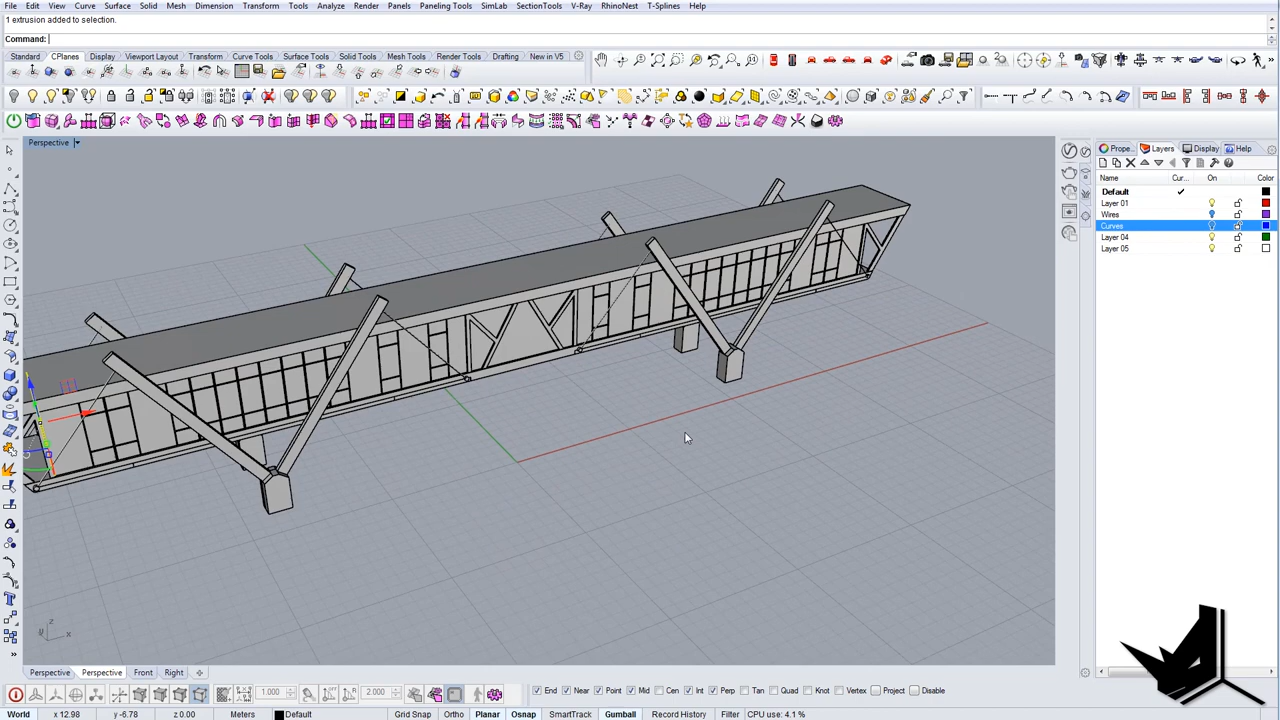 File Edit View Curve Surface Solid Mesh Dimension Transform Tools Analyze Render Panels Paneling Tools SimLab SectionTools V-Ray RhinoNest T-Splines Help
1 extrusion added to selection.
Command:
Standard CPlanes Display Viewport Layout Transform Curve Tools Surface Tools Solid Tools Mesh Tools Render Tools Drafting New in V5
Perspective
Prope... Layers Display Help
Name Cur... On Color
Default
Layer 01
Wires
Curves
Layer 04
Layer 05
z
y x
Perspective Perspective Front Right
1.000 2.000 End Near Point Mid Cen Int Perp Tan Quad Knot Vertex Project Disable
World x 12.98 y -6.78 z 0.00 Meters Default Grid Snap Ortho Planar Osnap SmartTrack Gumball Record History Filter CPU use: 4.1 %